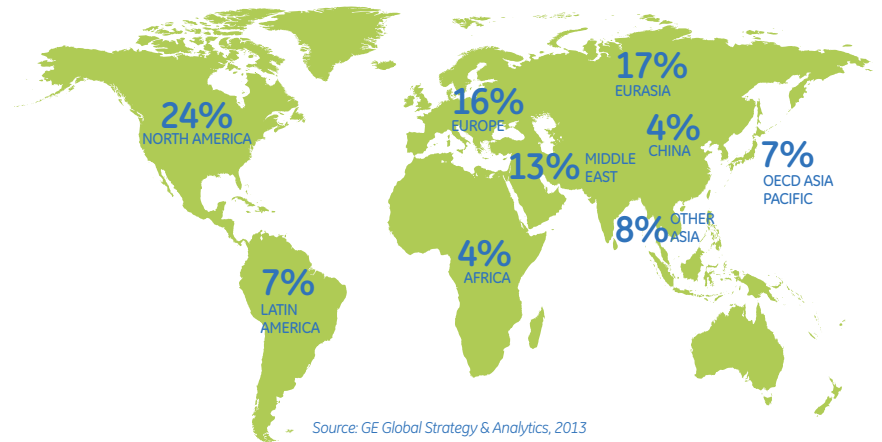 17%
EURASIA
24%
NORTH AMERICA
16%
EUROPE
4%
CHINA
13% MIDDLE
EAST
7%
OECD ASIA
PACIFIC
8% OTHER
ASIA
4%
AFRICA
7%
LATIN
AMERICA
Source: GE Global Strategy & Analytics, 2013